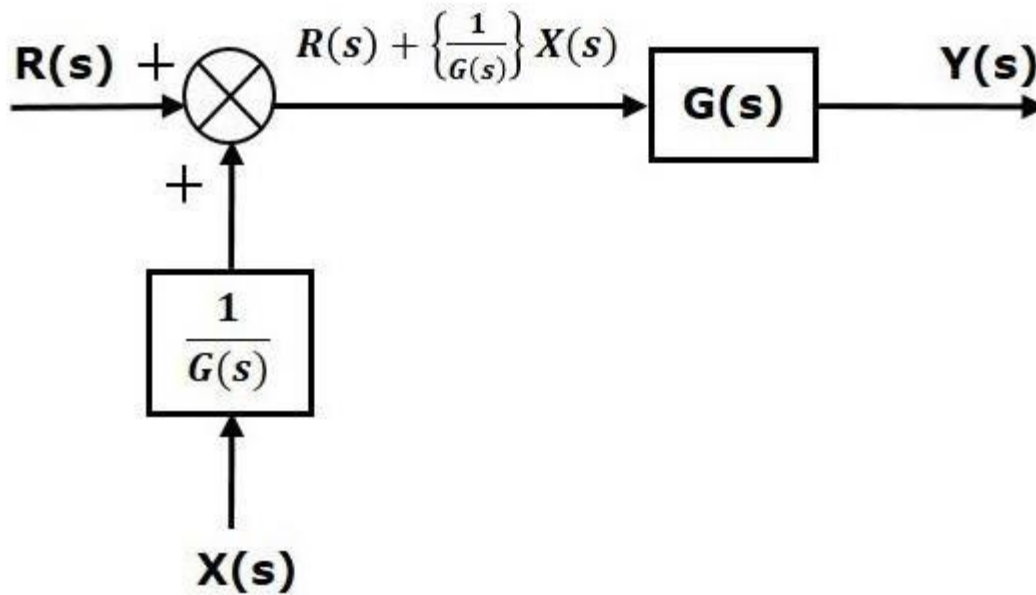 R(s)
+
R(s) + {1/G(s)} X(s)
G(s)
Y(s)
+
1/G(s)
X(s)